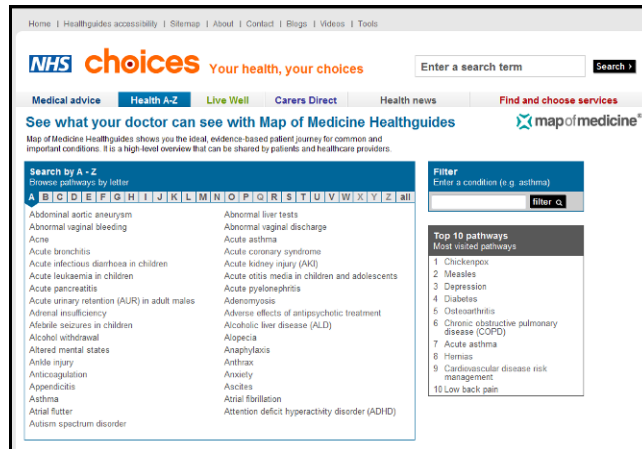 Home | Healthguides accessibility | Sitemap | About | Contact | Blogs | Videos | Tools
NHS choices Your health, your choices
Enter a search term Search ›
Medical advice Health A-Z Live Well Carers Direct Health news Find and choose services
See what your doctor can see with Map of Medicine Healthguides
mapofmedicine®
Map of Medicine Healthguides shows you the ideal, evidence-based patient journey for common and
important conditions. It is a high-level overview that can be shared by patients and healthcare providers.
Search by A - Z
Browse pathways by letter
A B C D E F G H I J K L M N O P Q R S T U V W X Y Z all
Abdominal aortic aneurysm
Abnormal vaginal bleeding
Acne
Acute bronchitis
Acute infectious diarrhoea in children
Acute leukaemia in children
Acute pancreatitis
Acute urinary retention (AUR) in adult males
Adrenal insufficiency
Afebrile seizures in children
Alcohol withdrawal
Altered mental states
Ankle injury
Anticoagulation
Appendicitis
Asthma
Atrial flutter
Autism spectrum disorder
Abnormal liver tests
Abnormal vaginal discharge
Acute asthma
Acute coronary syndrome
Acute kidney injury (AKI)
Acute otitis media in children and adolescents
Acute pyelonephritis
Adenomyosis
Adverse effects of antipsychotic treatment
Alcoholic liver disease (ALD)
Alopecia
Anaphylaxis
Anthrax
Anxiety
Ascites
Atrial fibrillation
Attention deficit hyperactivity disorder (ADHD)
Filter
Enter a condition (e.g. asthma)
filter
Top 10 pathways
Most visited pathways
1 Chickenpox
2 Measles
3 Depression
4 Diabetes
5 Osteoarthritis
6 Chronic obstructive pulmonary
disease (COPD)
7 Acute asthma
8 Hernias
9 Cardiovascular disease risk
management
10 Low back pain